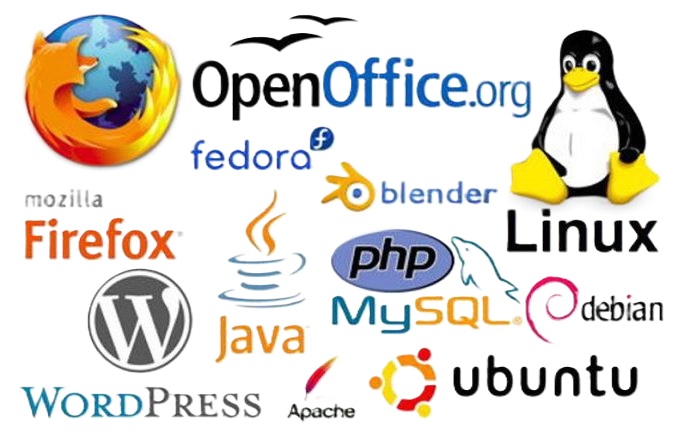 OpenOffice.org
fedora f
mozilla
Firefox
blender
Linux
php
MySQL
debian
W
Java
WORDPRESS
Apache
ubuntu